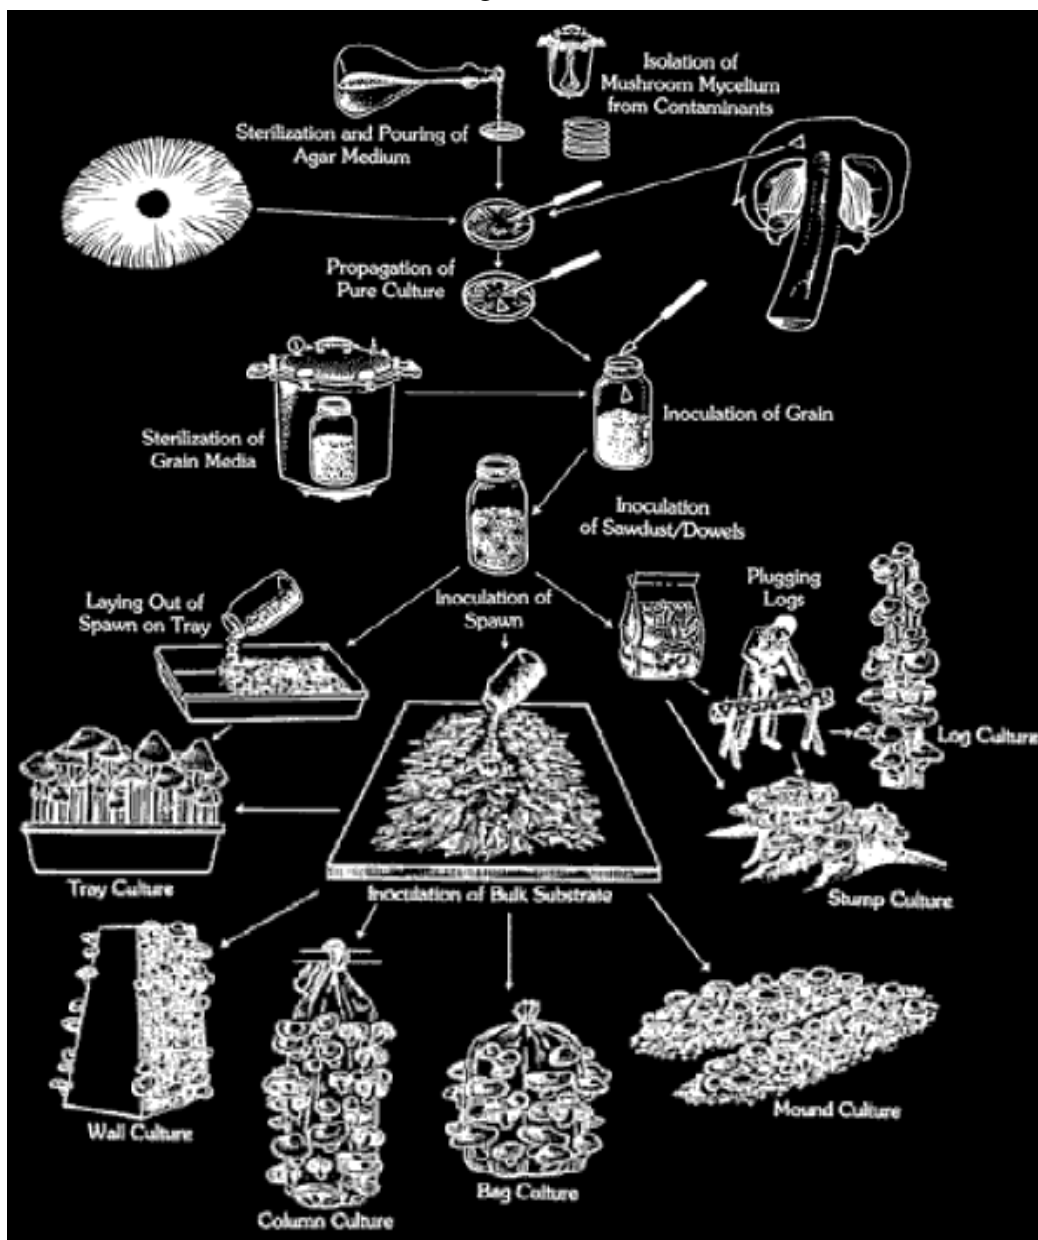 Isolation of
Mushroom Mycelium
from Contaminants
Sterilization and Pouring of
Agar Medium
Propagation of
Pure Culture
Sterilization of
Grain Media
Inoculation of Grain
Inoculation
of Sawdust/Dowels
Laying Out of
Spawn on Tray
Inoculation of
Spawn
Plugging
Logs
Log Culture
Tray Culture
Inoculation of Bulk Substrate
Stump Culture
Wall Culture
Column Culture
Bag Culture
Mound Culture